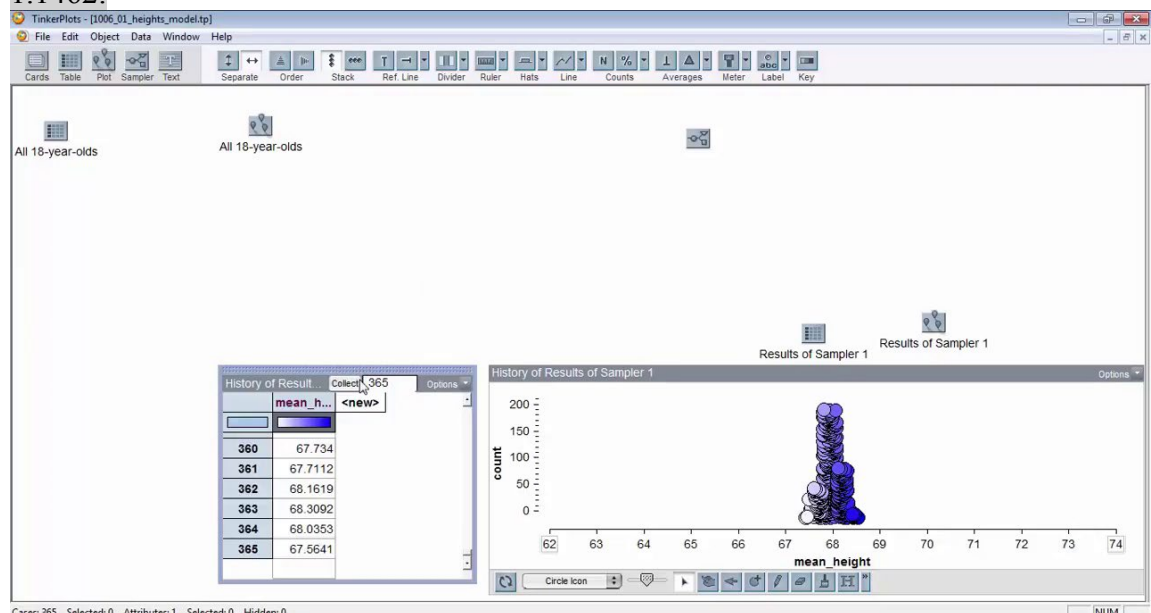 1.1462.
TinkerPlots - [1006_01_heights_model.tp]
File Edit Object Data Window Help
Cards Table Plot Sampler Text Separate Order Stack Ref. Line Divider Ruler Hats Line Counts Averages Meter Label Key
All 18-year-olds
All 18-year-olds
Results of Sampler 1
Results of Sampler 1
History of Result... Collect 365 Options
mean_h... <new>
360 67.734
361 67.7112
362 68.1619
363 68.3092
364 68.0353
365 67.5641
History of Results of Sampler 1 Options
200
150
100
50
0
count
62 63 64 65 66 67 68 69 70 71 72 73 74
mean_height
Circle Icon
Cases: 365 Selected: 0 Attributes: 1 Selected: 0 Hidden: 0 NUM